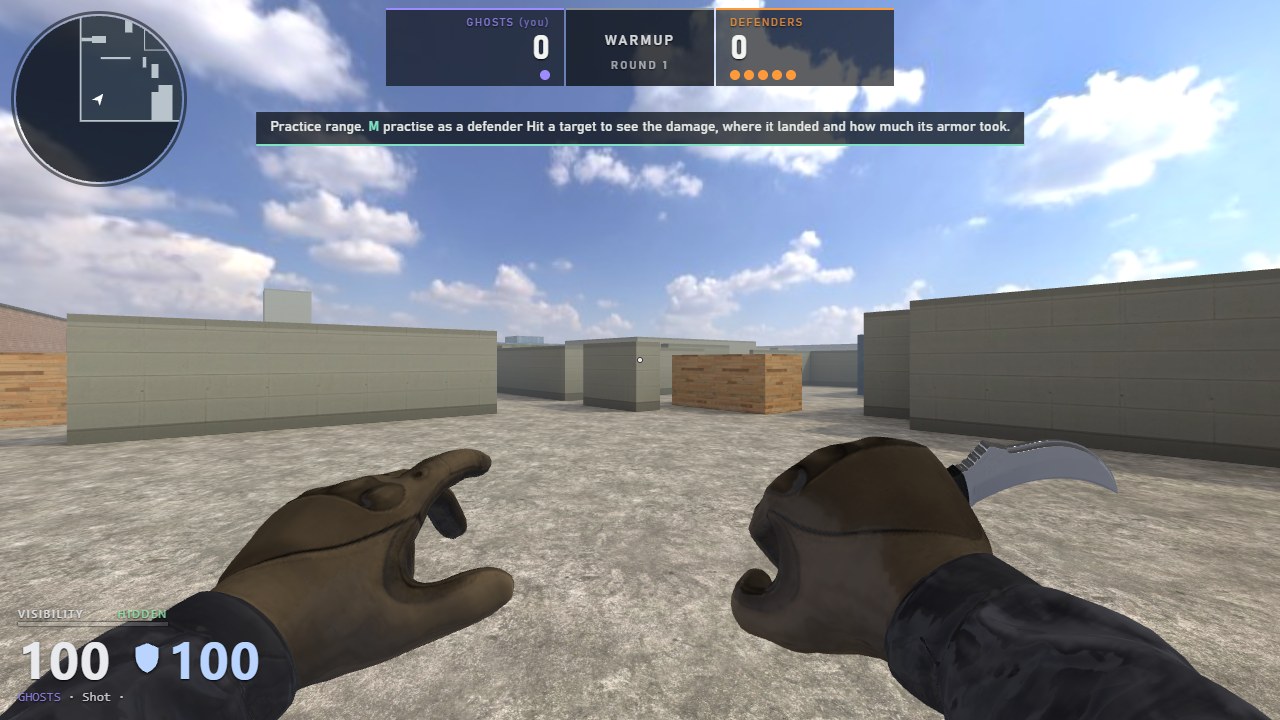 GHOSTS (you)
0
WARMUP
ROUND 1
DEFENDERS
0
Practice range. M practise as a defender Hit a target to see the damage, where it landed and how much its armor took.
VISIBILITY HIDDEN
100 100
GHOSTS · Shot ·